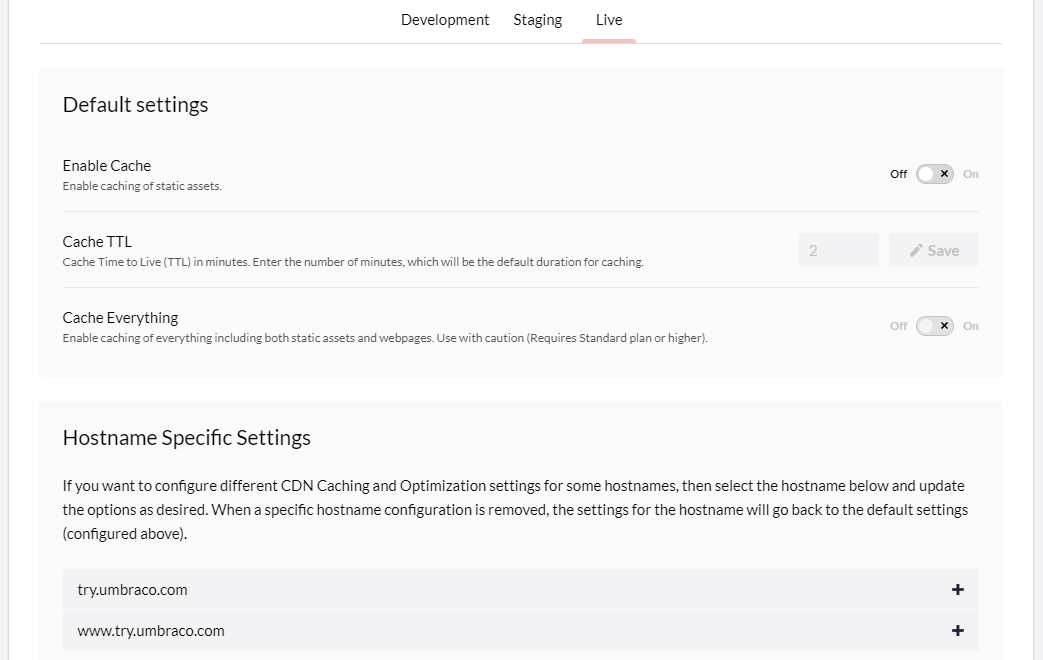 Development Staging Live
Default settings
Enable Cache
Enable caching of static assets.
Off On
Cache TTL
Cache Time to Live (TTL) in minutes. Enter the number of minutes, which will be the default duration for caching.
2 Save
Cache Everything
Enable caching of everything including both static assets and webpages. Use with caution (Requires Standard plan or higher).
Off On
Hostname Specific Settings
If you want to configure different CDN Caching and Optimization settings for some hostnames, then select the hostname below and update
the options as desired. When a specific hostname configuration is removed, the settings for the hostname will go back to the default settings
(configured above).
try.umbraco.com
www.try.umbraco.com